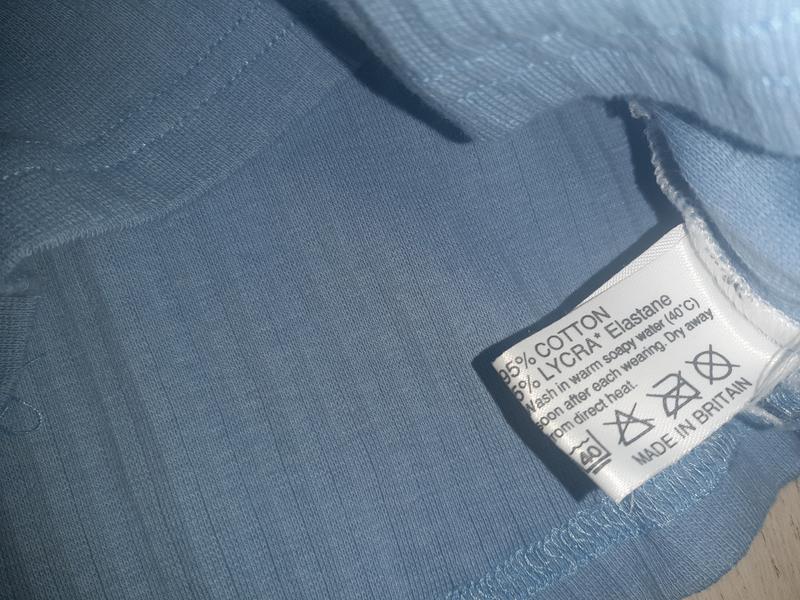 95% COTTON
5% LYCRA* Elastane
Wash in warm soapy water (40°C)
soon after each wearing. Dry away
from direct heat.
40
MADE IN BRITAIN